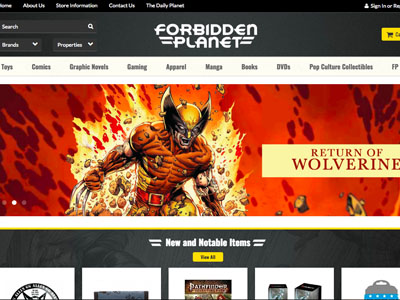 Home About Us Store Information Contact Us The Daily Planet Sign In or Re
Search
FORBIDDEN
PLANET
Brands Properties
Toys Comics Graphic Novels Gaming Apparel Manga Books DVDs Pop Culture Collectibles FP
RETURN OF
WOLVERINE
New and Notable Items
View All
PATHFINDER